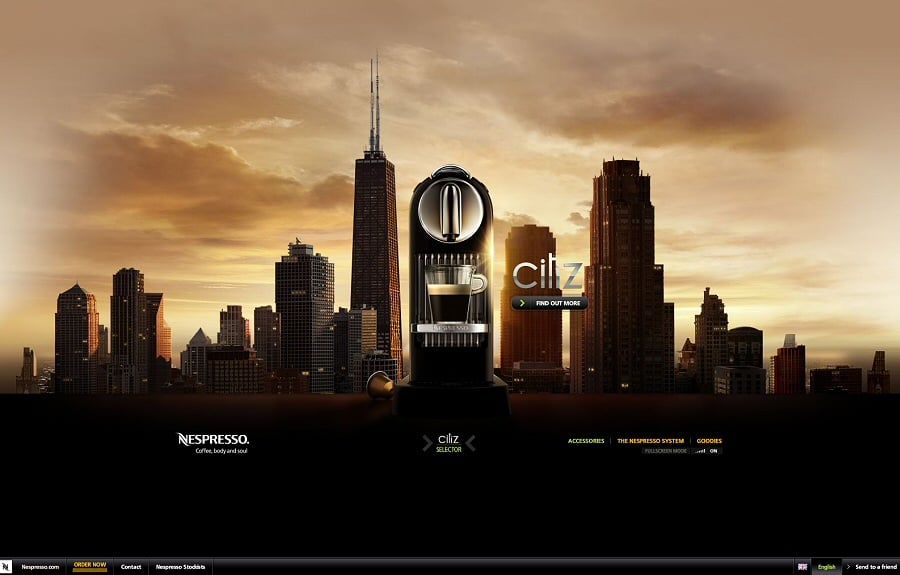 CitiZ
FIND OUT MORE
NESPRESSO
NESPRESSO.
Coffee, body and soul
CitiZ
SELECTOR
ACCESSORIES
THE NESPRESSO SYSTEM
GOODIES
FULLSCREEN MODE
ON
Nespresso.com
ORDER NOW
Contact
Nespresso Stockists
English
Send to a friend